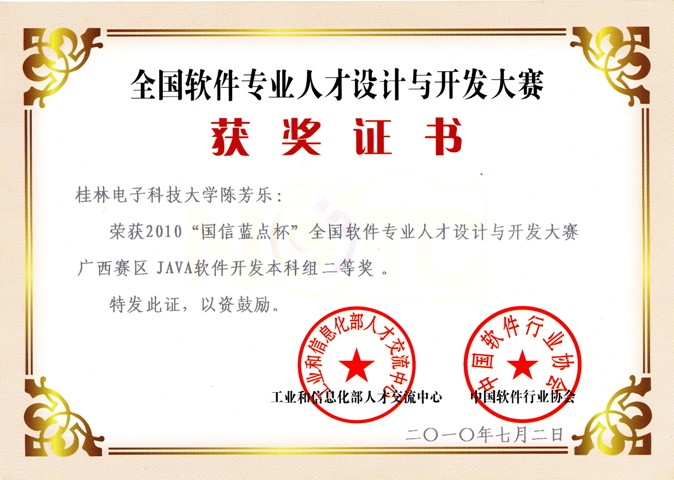 全国软件专业人才设计与开发大赛
获奖证书
桂林电子科技大学陈芳乐：
荣获2010“国信蓝点杯”全国软件专业人才设计与开发大赛
广西赛区 JAVA软件开发本科组二等奖 。
特发此证，以资鼓励。
工业和信息化部人才交流中心
中国软件行业协会
工业和信息化部人才交流中心 中国软件行业协会
二〇一〇年七月二日